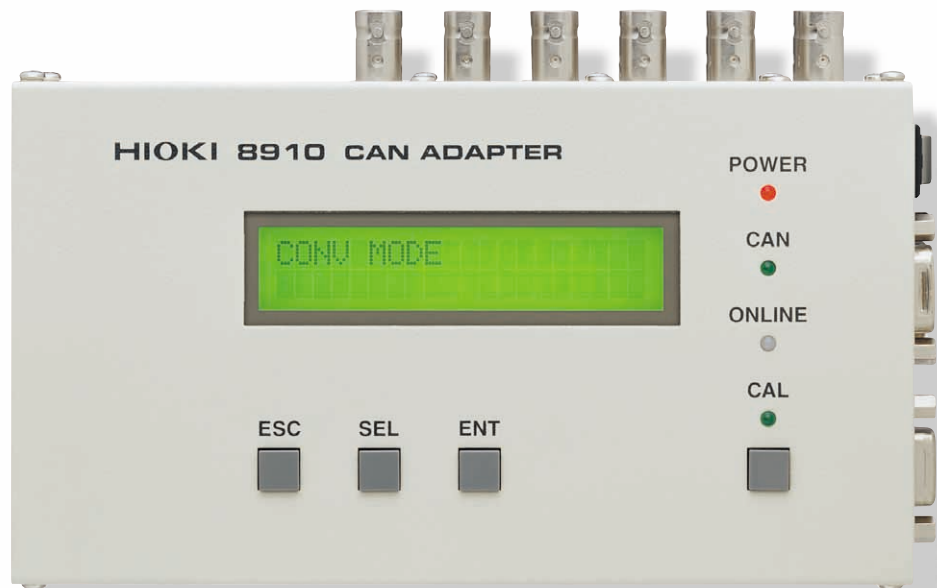 HIOKI 8910 CAN ADAPTER
POWER
CONV MODE
CAN
ONLINE
CAL
ESC SEL ENT